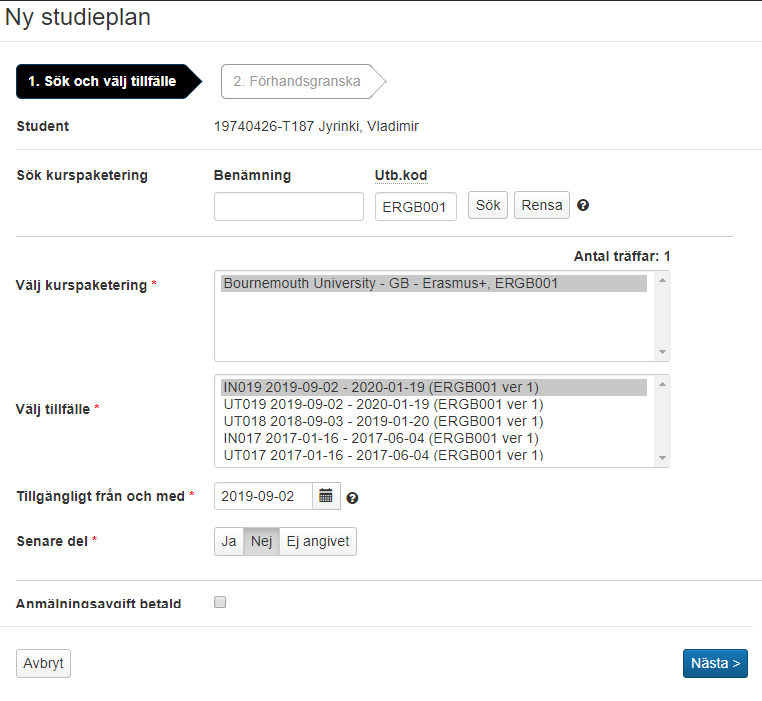 Ny studieplan
1. Sök och välj tillfälle 2. Förhandsgranska
Student 19740426-T187 Jyrinki, Vladimir
Sök kurspaketering Benämning Utb.kod
ERGB001 Sök Rensa ?
Antal träffar: 1
Välj kurspaketering * Bournemouth University - GB - Erasmus+, ERGB001
IN019 2019-09-02 - 2020-01-19 (ERGB001 ver 1)
Välj tillfälle * UT019 2019-09-02 - 2020-01-19 (ERGB001 ver 1)
UT018 2018-09-03 - 2019-01-20 (ERGB001 ver 1)
IN017 2017-01-16 - 2017-06-04 (ERGB001 ver 1)
UT017 2017-01-16 - 2017-06-04 (ERGB001 ver 1)
Tillgängligt från och med * 2019-09-02 ?
Senare del * Ja Nej Ej angivet
Anmälningsavgift betald
Avbryt Nästa >